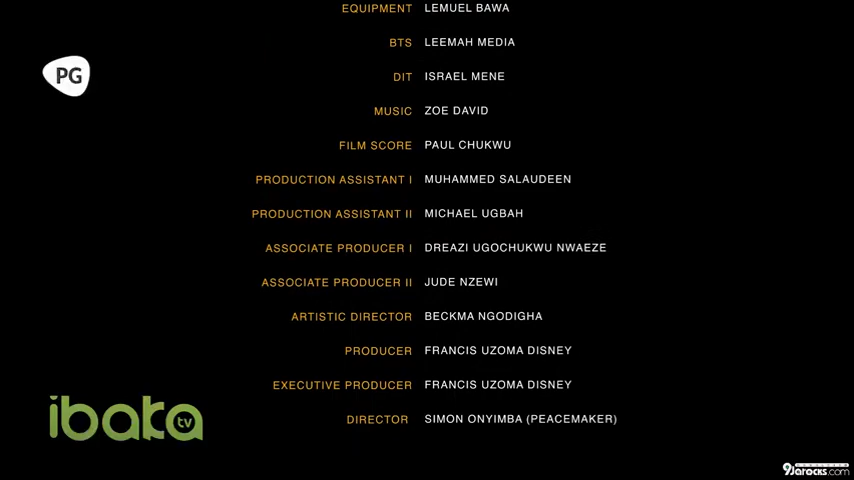 EQUIPMENT LEMUEL BAWA
BTS LEEMAH MEDIA
PG
DIT ISRAEL MENE
MUSIC ZOE DAVID
FILM SCORE PAUL CHUKWU
PRODUCTION ASSISTANT I MUHAMMED SALAUDEEN
PRODUCTION ASSISTANT II MICHAEL UGBAH
ASSOCIATE PRODUCER I DREAZI UGOCHUKWU NWAEZE
ASSOCIATE PRODUCER II JUDE NZEWI
ARTISTIC DIRECTOR BECKMA NGODIGHA
PRODUCER FRANCIS UZOMA DISNEY
EXECUTIVE PRODUCER FRANCIS UZOMA DISNEY
DIRECTOR SIMON ONYIMBA (PEACEMAKER)
ibaka tv
9JAROCKS.com